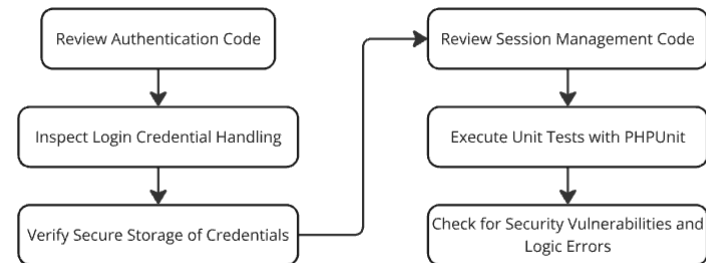 Review Authentication Code
Inspect Login Credential Handling
Verify Secure Storage of Credentials
Review Session Management Code
Execute Unit Tests with PHPUnit
Check for Security Vulnerabilities and
Logic Errors